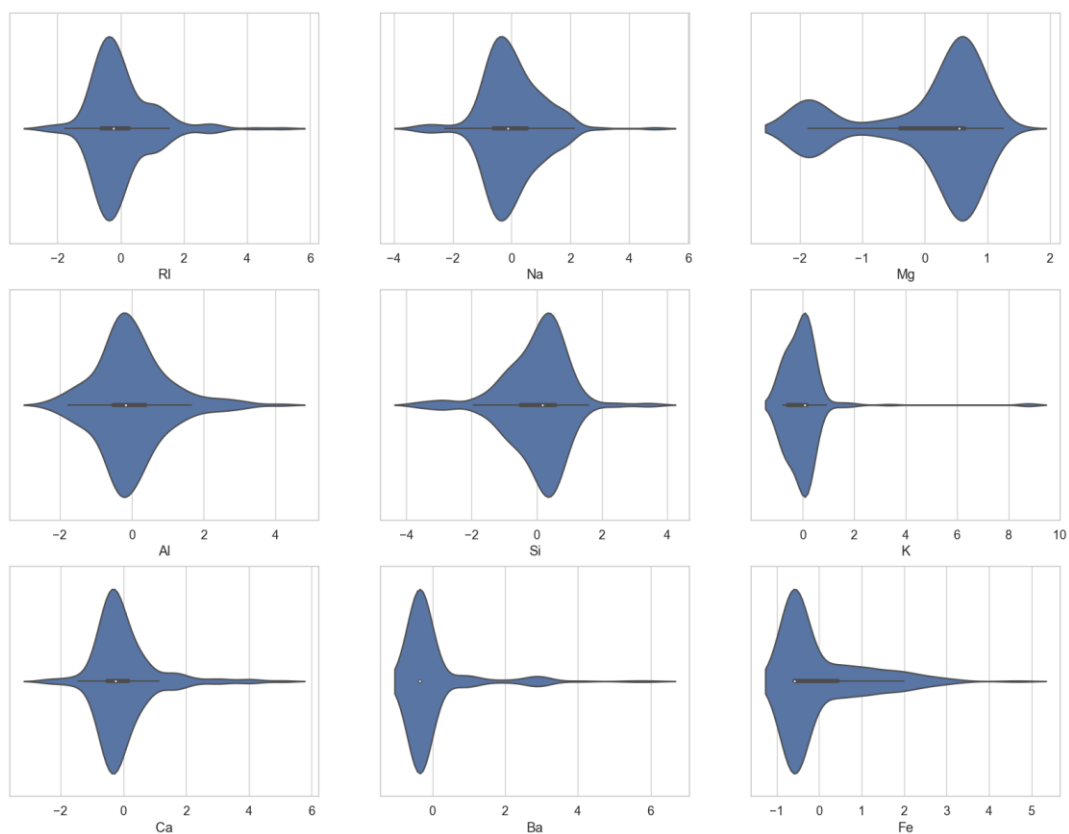 −2 0 2 4 6
RI
−4 −2 0 2 4 6
Na
−2 −1 0 1 2
Mg
−2 0 2 4
Al
−4 −2 0 2 4
Si
0 2 4 6 8 10
K
−2 0 2 4 6
Ca
0 2 4 6
Ba
−1 0 1 2 3 4 5
Fe